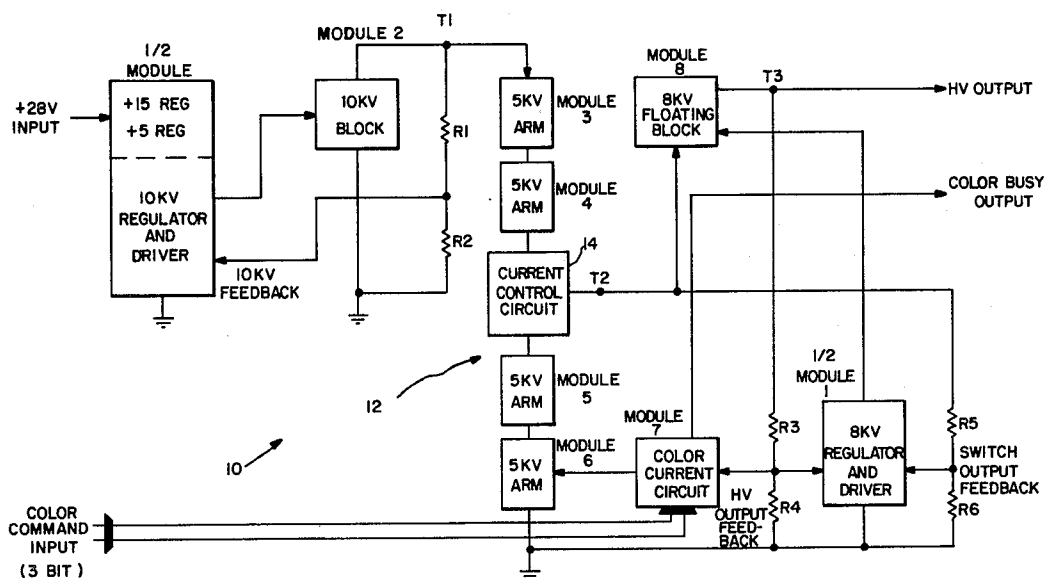 1/2
MODULE
+28V
INPUT
+15 REG
+5 REG
10KV
REGULATOR
AND
DRIVER
10KV
FEEDBACK
MODULE 2
10KV
BLOCK
T1
R1
R2
5KV
ARM
MODULE
3
5KV
ARM
MODULE
4
CURRENT
CONTROL
CIRCUIT
14
T2
5KV
ARM
MODULE
5
5KV
ARM
MODULE
6
12
10
MODULE
8
8KV
FLOATING
BLOCK
T3
HV OUTPUT
COLOR BUSY
OUTPUT
MODULE
7
COLOR
CURRENT
CIRCUIT
HV
OUTPUT
FEED-
BACK
R3
R4
1/2
MODULE
1
8KV
REGULATOR
AND
DRIVER
R5
SWITCH
OUTPUT
FEEDBACK
R6
COLOR
COMMAND
INPUT
(3 BIT)